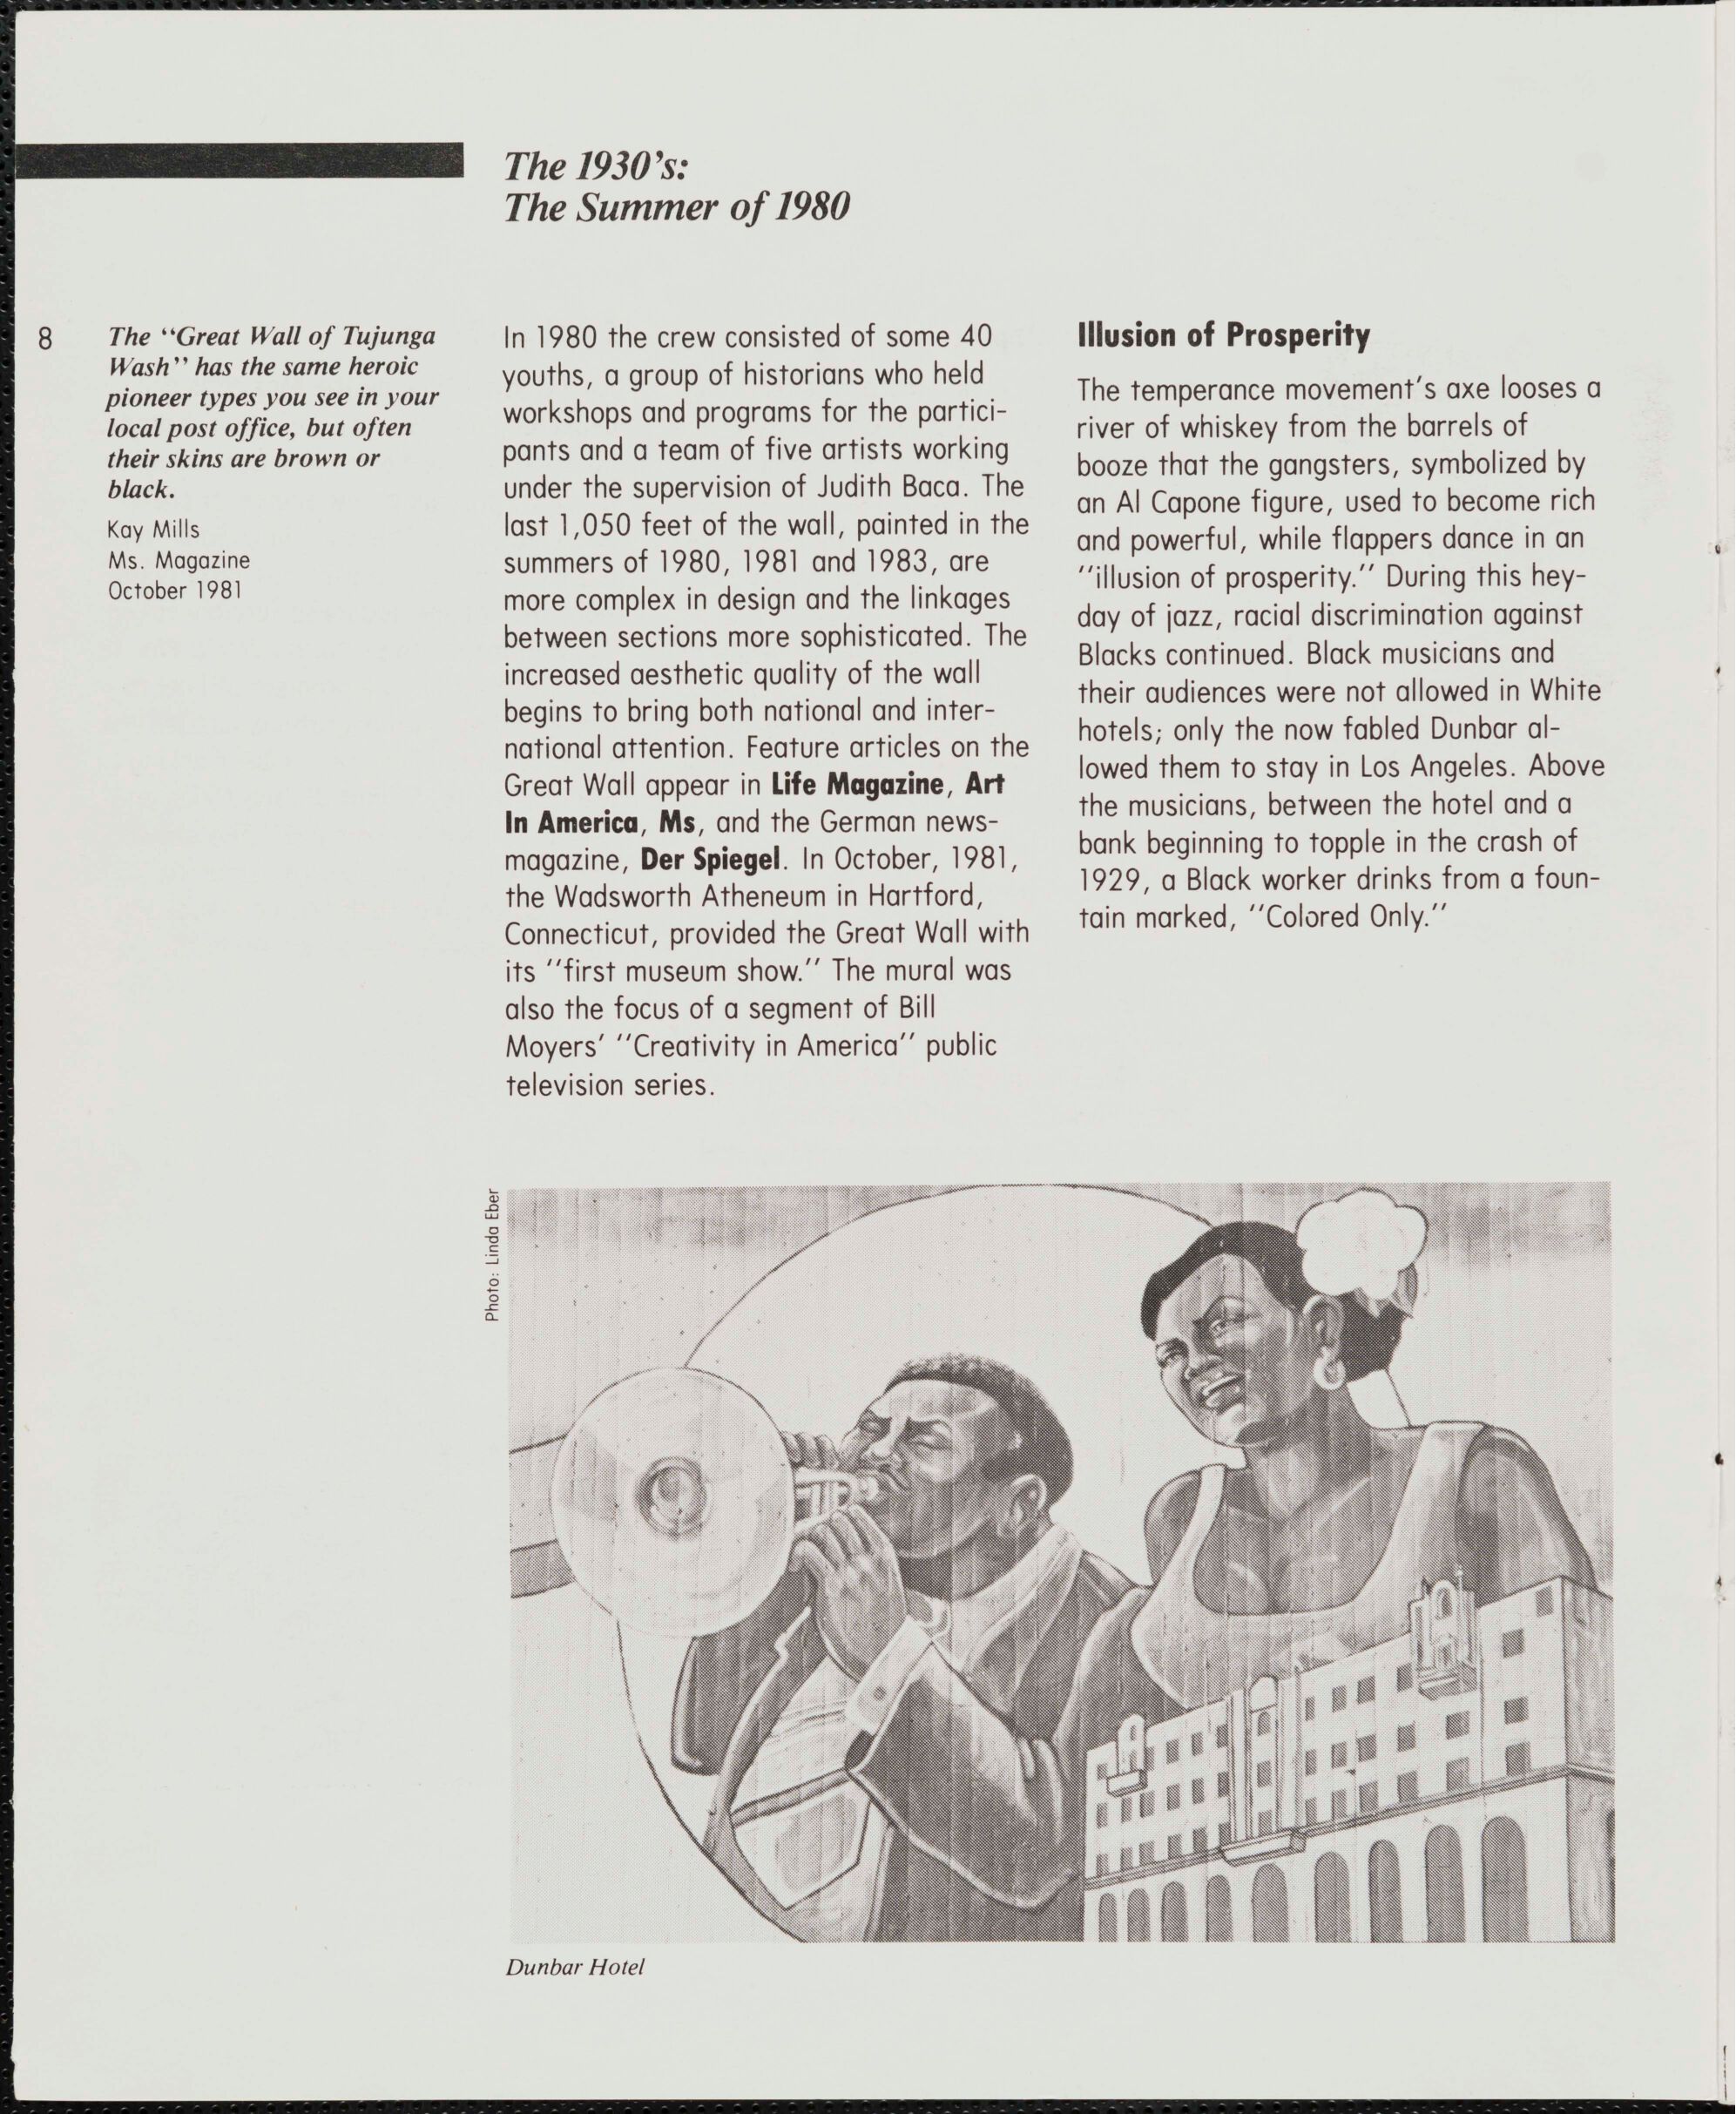 The 1930's:
The Summer of 1980
8
The "Great Wall of Tujunga
Wash" has the same heroic
pioneer types you see in your
local post office, but often
their skins are brown or
black.
Kay Mills
Ms. Magazine
October 1981
In 1980 the crew consisted of some 40
youths, a group of historians who held
workshops and programs for the partici-
pants and a team of five artists working
under the supervision of Judith Baca. The
last 1,050 feet of the wall, painted in the
summers of 1980, 1981 and 1983, are
more complex in design and the linkages
between sections more sophisticated. The
increased aesthetic quality of the wall
begins to bring both national and inter-
national attention. Feature articles on the
Great Wall appear in Life Magazine, Art
In America, Ms, and the German news-
magazine, Der Spiegel. In October, 1981,
the Wadsworth Atheneum in Hartford,
Connecticut, provided the Great Wall with
its "first museum show." The mural was
also the focus of a segment of Bill
Moyers' "Creativity in America" public
television series.
Illusion of Prosperity
The temperance movement's axe looses a
river of whiskey from the barrels of
booze that the gangsters, symbolized by
an Al Capone figure, used to become rich
and powerful, while flappers dance in an
"illusion of prosperity." During this hey-
day of jazz, racial discrimination against
Blacks continued. Black musicians and
their audiences were not allowed in White
hotels; only the now fabled Dunbar al-
lowed them to stay in Los Angeles. Above
the musicians, between the hotel and a
bank beginning to topple in the crash of
1929, a Black worker drinks from a foun-
tain marked, "Colored Only."
Photo: Linda Eber
Dunbar Hotel